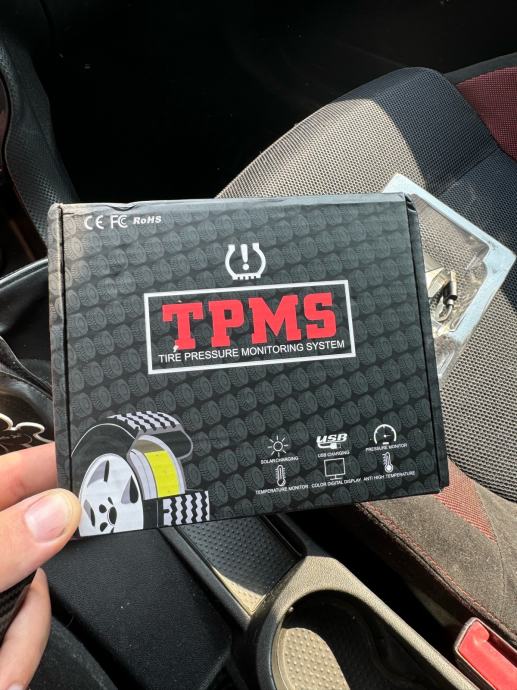 CE FC RoHS
TPMS
TIRE PRESSURE MONITORING SYSTEM
SOLAR CHARGING
USB
USB CHARGING
PRESSURE MONITOR
TEMPERATURE MONITOR
COLOR DIGITAL DISPLAY
ANTI HIGH TEMPERATURE